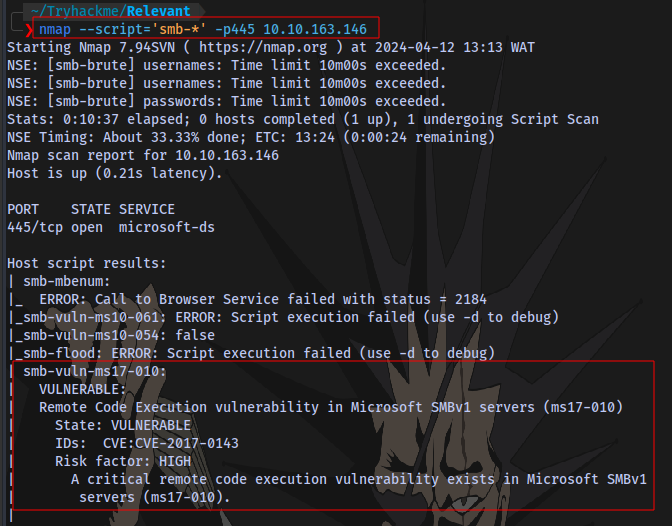 ~/Tryhackme/Relevant
❯ nmap --script='smb-*' -p445 10.10.163.146
Starting Nmap 7.94SVN ( https://nmap.org ) at 2024-04-12 13:13 WAT
NSE: [smb-brute] usernames: Time limit 10m00s exceeded.
NSE: [smb-brute] usernames: Time limit 10m00s exceeded.
NSE: [smb-brute] passwords: Time limit 10m00s exceeded.
Stats: 0:10:37 elapsed; 0 hosts completed (1 up), 1 undergoing Script Scan
NSE Timing: About 33.33% done; ETC: 13:24 (0:00:24 remaining)
Nmap scan report for 10.10.163.146
Host is up (0.21s latency).
PORT    STATE SERVICE
445/tcp open  microsoft-ds
Host script results:
| smb-mbenum:
|_  ERROR: Call to Browser Service failed with status = 2184
|_smb-vuln-ms10-061: ERROR: Script execution failed (use -d to debug)
|_smb-vuln-ms10-054: false
|_smb-flood: ERROR: Script execution failed (use -d to debug)
| smb-vuln-ms17-010:
|   VULNERABLE:
|   Remote Code Execution vulnerability in Microsoft SMBv1 servers (ms17-010)
|     State: VULNERABLE
|     IDs:  CVE:CVE-2017-0143
|     Risk factor: HIGH
|       A critical remote code execution vulnerability exists in Microsoft SMBv1
|        servers (ms17-010).
|